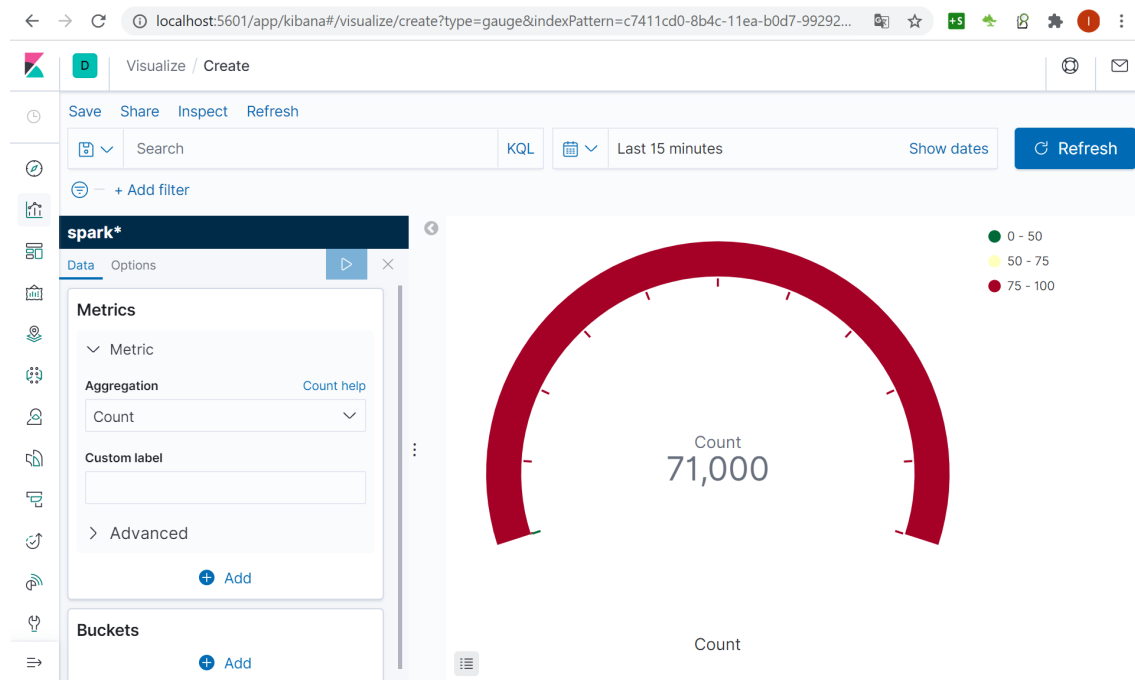 localhost:5601/app/kibana#/visualize/create?type=gauge&indexPattern=c7411cd0-8b4c-11ea-b0d7-99292...
+S
I
D
Visualize / Create
Save Share Inspect Refresh
Search KQL Last 15 minutes Show dates Refresh
+ Add filter
spark*
Data Options
Metrics
Metric
Aggregation Count help
Count
Custom label
Advanced
Add
Buckets
Add
0 - 50
50 - 75
75 - 100
Count
71,000
Count